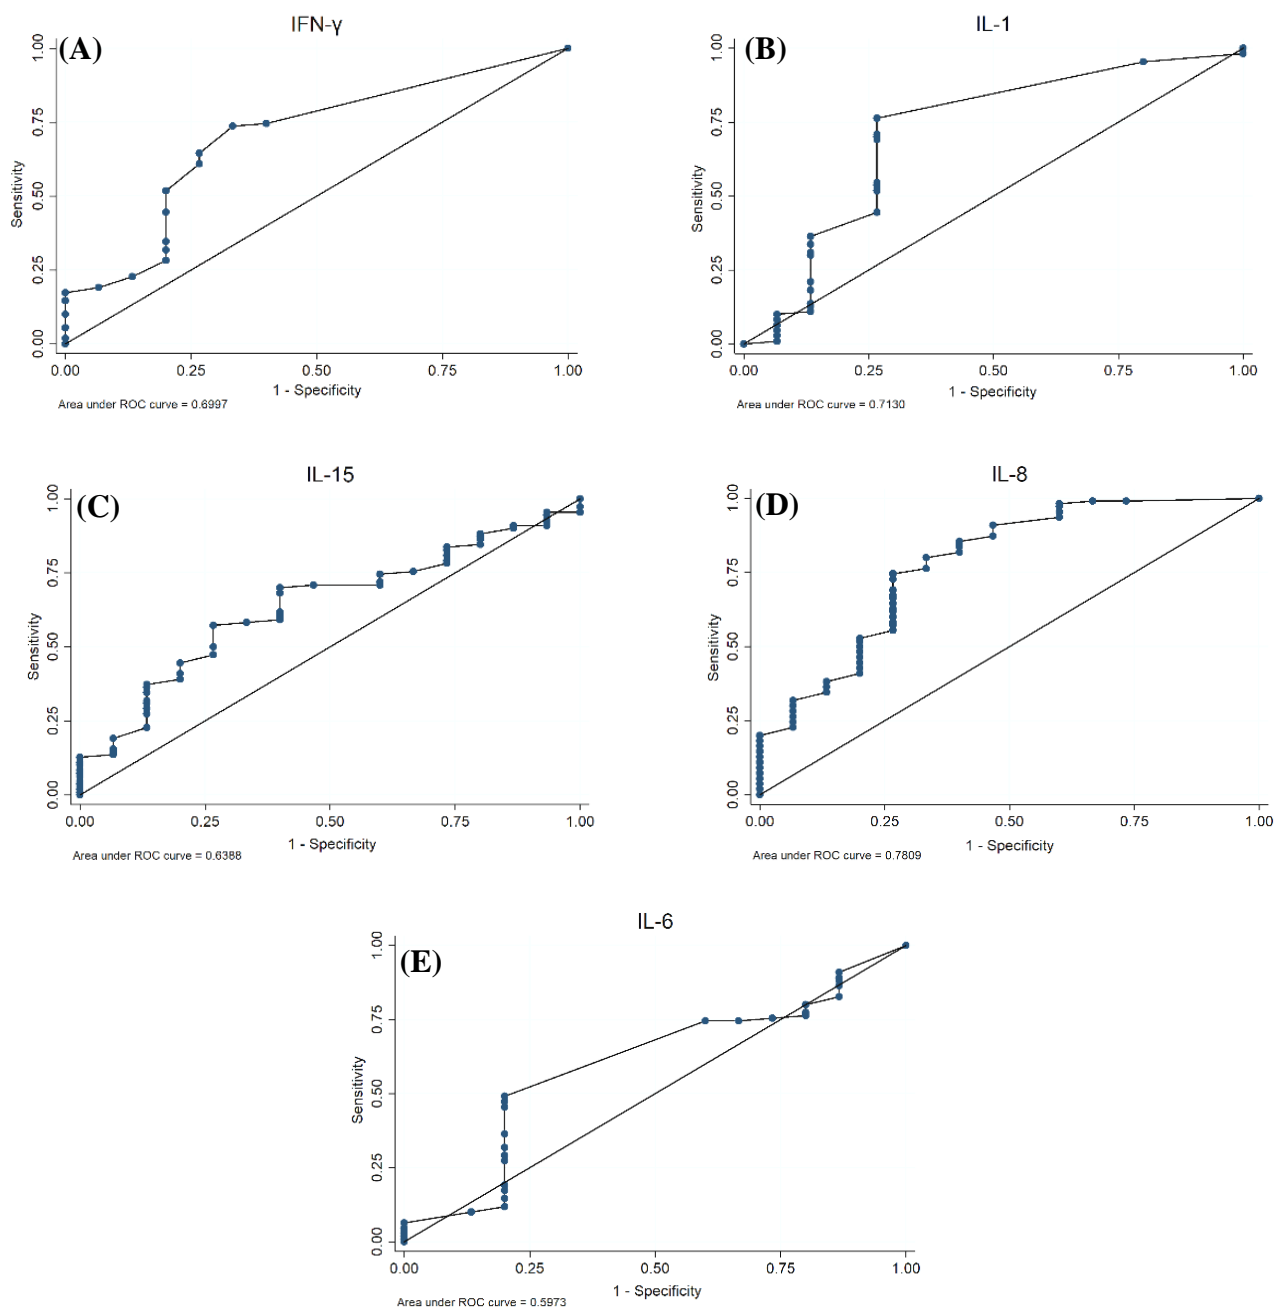 IFN-γ
(A)
1.00
0.75
0.50
0.25
0.00
Sensitivity
0.00 0.25 0.50 0.75 1.00
1 - Specificity
Area under ROC curve = 0.6997
IL-1
(B)
1.00
0.75
0.50
0.25
0.00
Sensitivity
0.00 0.25 0.50 0.75 1.00
1 - Specificity
Area under ROC curve = 0.7130
IL-15
(C)
1.00
0.75
0.50
0.25
0.00
Sensitivity
0.00 0.25 0.50 0.75 1.00
1 - Specificity
Area under ROC curve = 0.6388
IL-8
(D)
1.00
0.75
0.50
0.25
0.00
Sensitivity
0.00 0.25 0.50 0.75 1.00
1 - Specificity
Area under ROC curve = 0.7809
IL-6
(E)
1.00
0.75
0.50
0.25
0.00
Sensitivity
0.00 0.25 0.50 0.75 1.00
1 - Specificity
Area under ROC curve = 0.5973